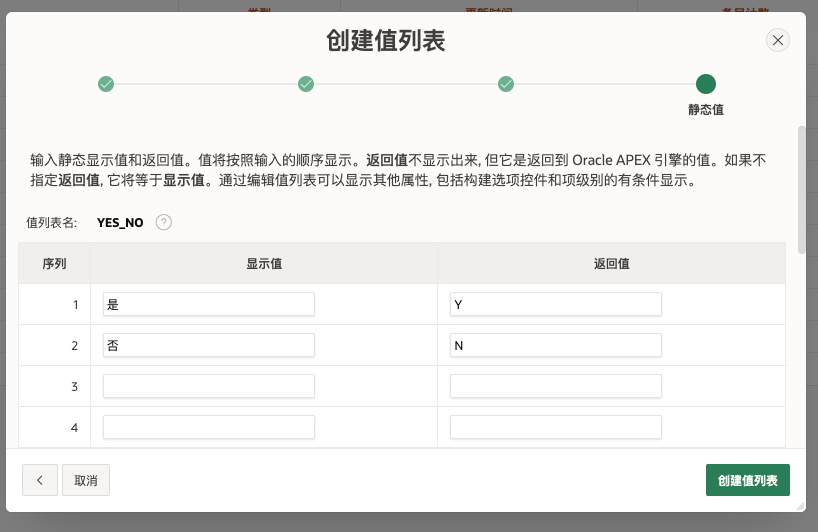 创建值列表
静态值
输入静态显示值和返回值。值将按照输入的顺序显示。返回值不显示出来, 但它是返回到 Oracle APEX 引擎的值。如果不
指定返回值, 它将等于显示值。通过编辑值列表可以显示其他属性, 包括构建选项控件和项级别的有条件显示。
值列表名: YES_NO ?
序列 显示值 返回值
1 是 Y
2 否 N
3
4
取消 创建值列表